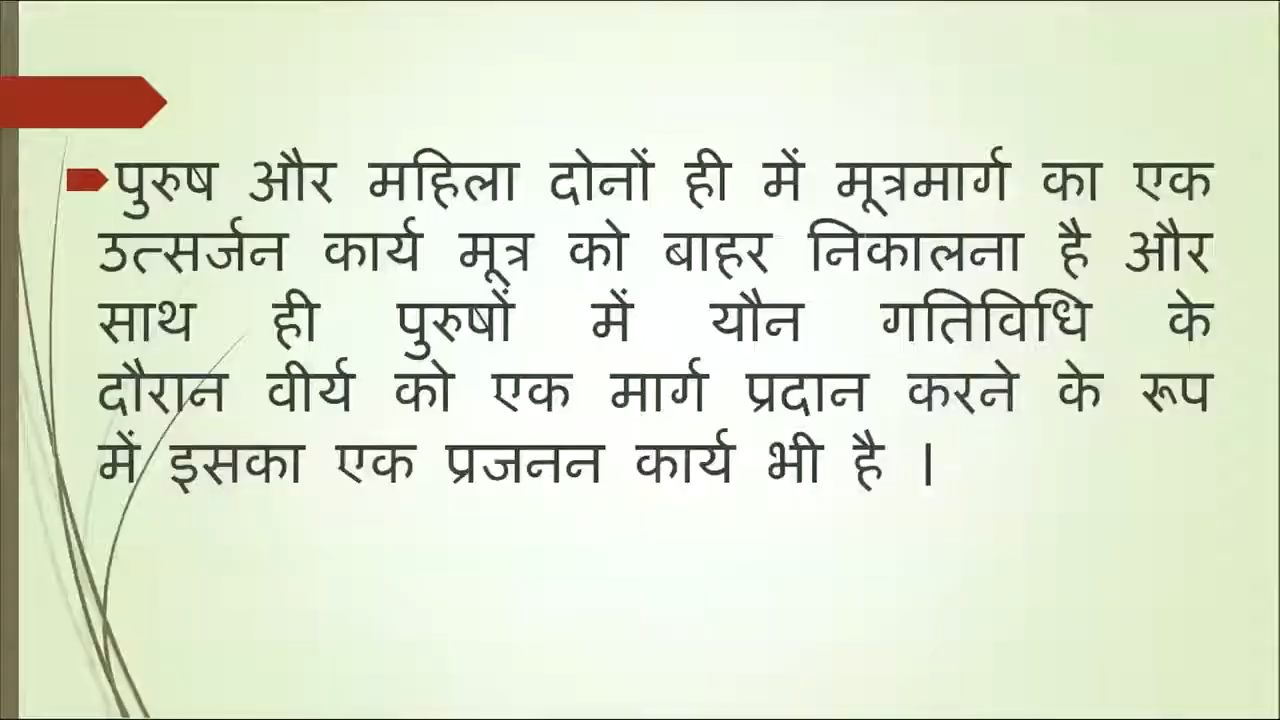 पुरुष और महिला दोनों ही में मूत्रमार्ग का एक
उत्सर्जन कार्य मूत्र को बाहर निकालना है और
साथ ही पुरुषों में यौन गतिविधि के
दौरान वीर्य को एक मार्ग प्रदान करने के रूप
में इसका एक प्रजनन कार्य भी है ।